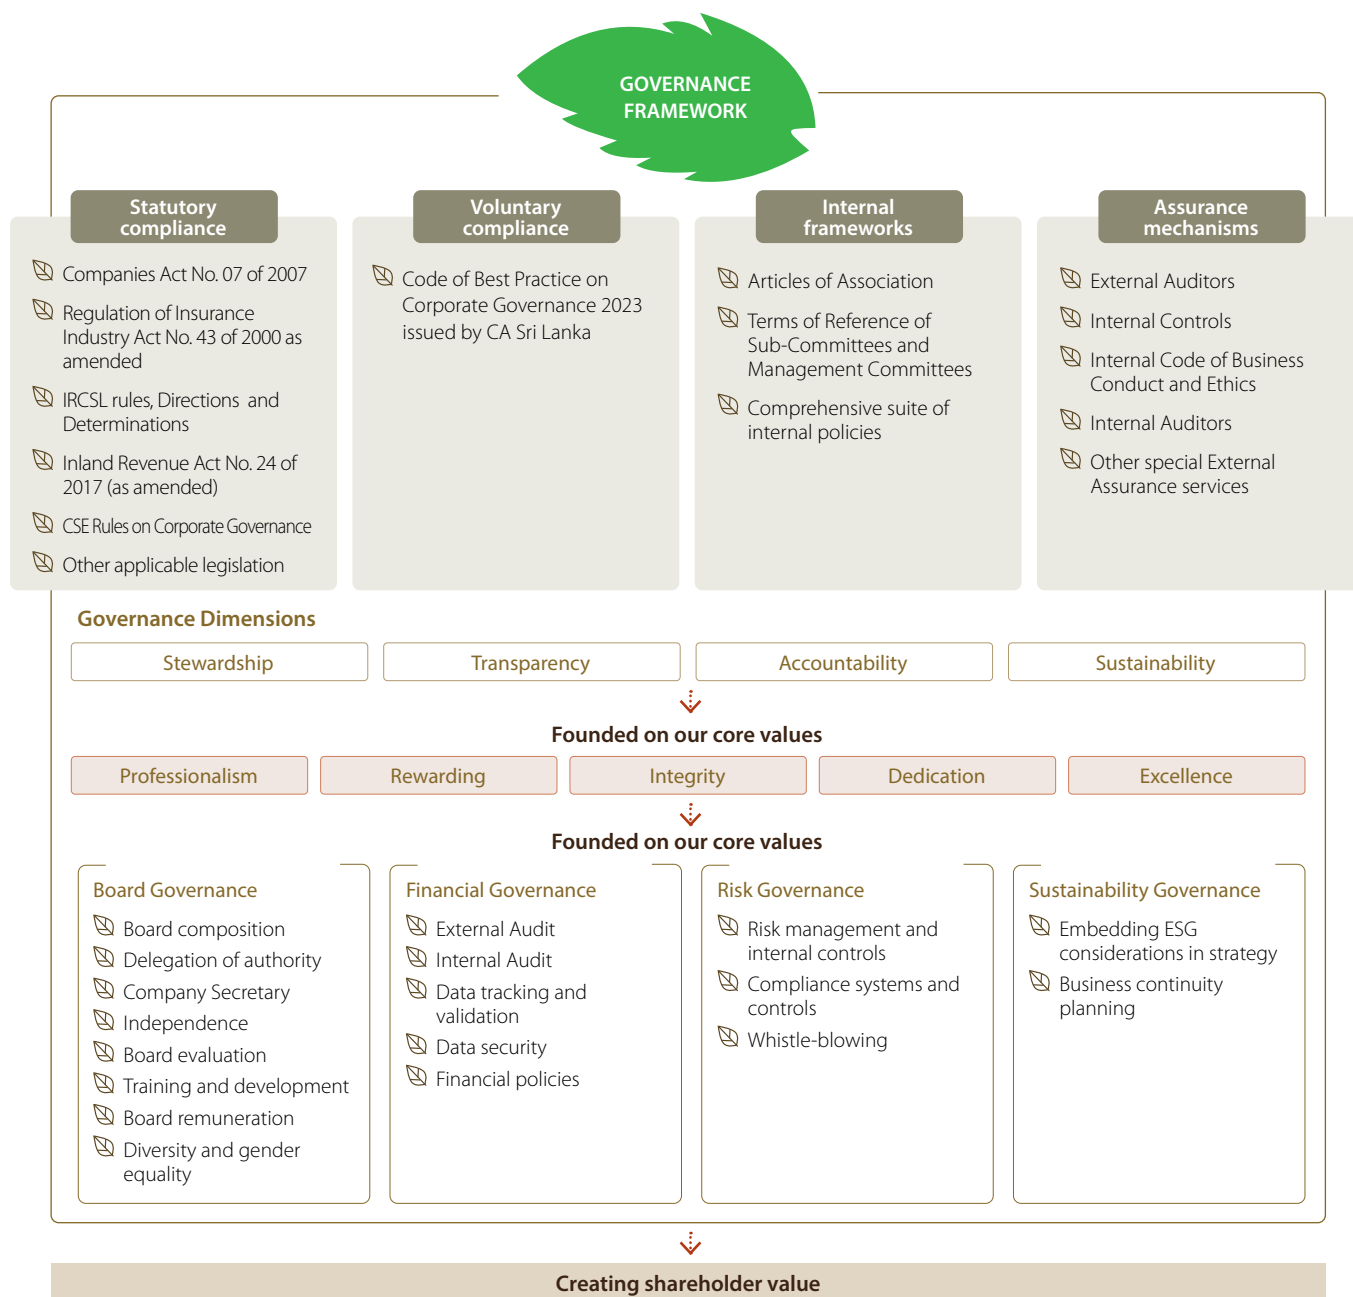 GOVERNANCE
FRAMEWORK
Statutory
compliance
Companies Act No. 07 of 2007
Regulation of Insurance
Industry Act No. 43 of 2000 as
amended
IRCSL rules, Directions and
Determinations
Inland Revenue Act No. 24 of
2017 (as amended)
CSE Rules on Corporate Governance
Other applicable legislation
Voluntary
compliance
Code of Best Practice on
Corporate Governance 2023
issued by CA Sri Lanka
Internal
frameworks
Articles of Association
Terms of Reference of
Sub-Committees and
Management Committees
Comprehensive suite of
internal policies
Assurance
mechanisms
External Auditors
Internal Controls
Internal Code of Business
Conduct and Ethics
Internal Auditors
Other special External
Assurance services
Governance Dimensions
Stewardship
Transparency
Accountability
Sustainability
Founded on our core values
Professionalism
Rewarding
Integrity
Dedication
Excellence
Founded on our core values
Board Governance
Board composition
Delegation of authority
Company Secretary
Independence
Board evaluation
Training and development
Board remuneration
Diversity and gender
equality
Financial Governance
External Audit
Internal Audit
Data tracking and
validation
Data security
Financial policies
Risk Governance
Risk management and
internal controls
Compliance systems and
controls
Whistle-blowing
Sustainability Governance
Embedding ESG
considerations in strategy
Business continuity
planning
Creating shareholder value